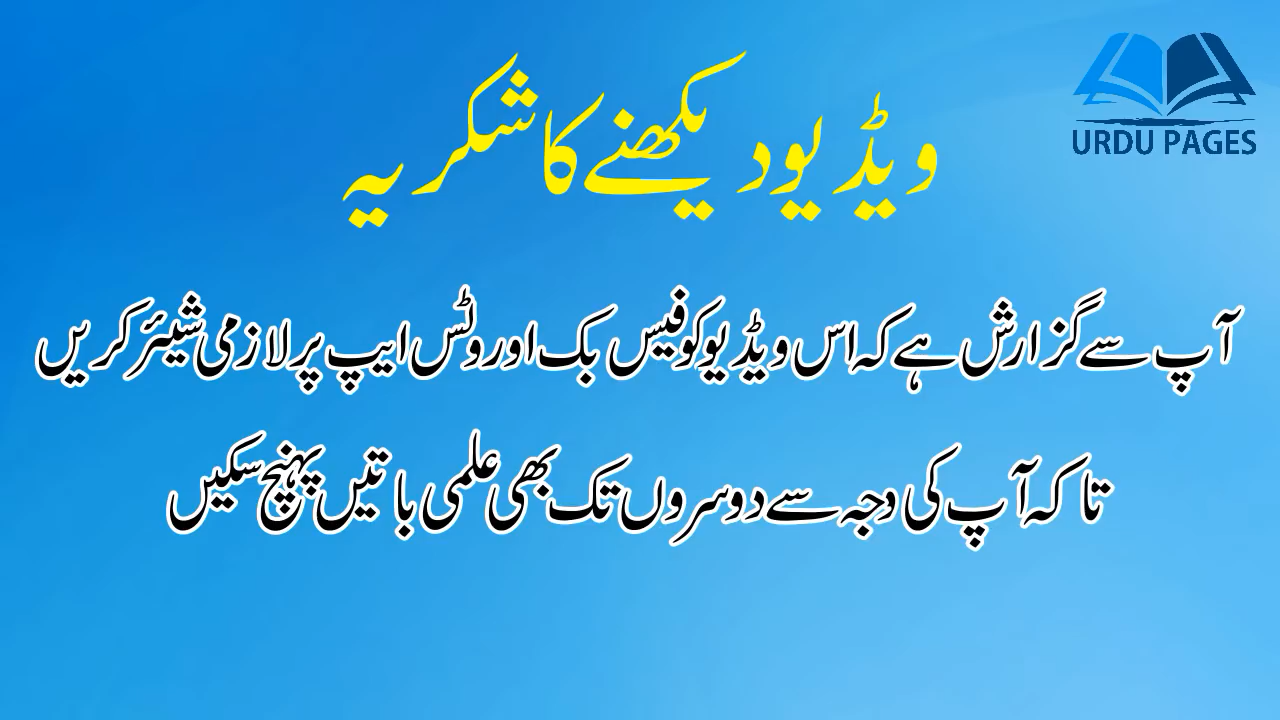 URDU PAGES
ویڈیو دیکھنے کا شکریہ
آپ سے گزارش ہے کہ اس ویڈیو کو فیس بک اور وٹس ایپ پر لازمی شیئر کریں
تاکہ آپ کی وجہ سے دوسروں تک بھی علمی باتیں پہنچ سکیں